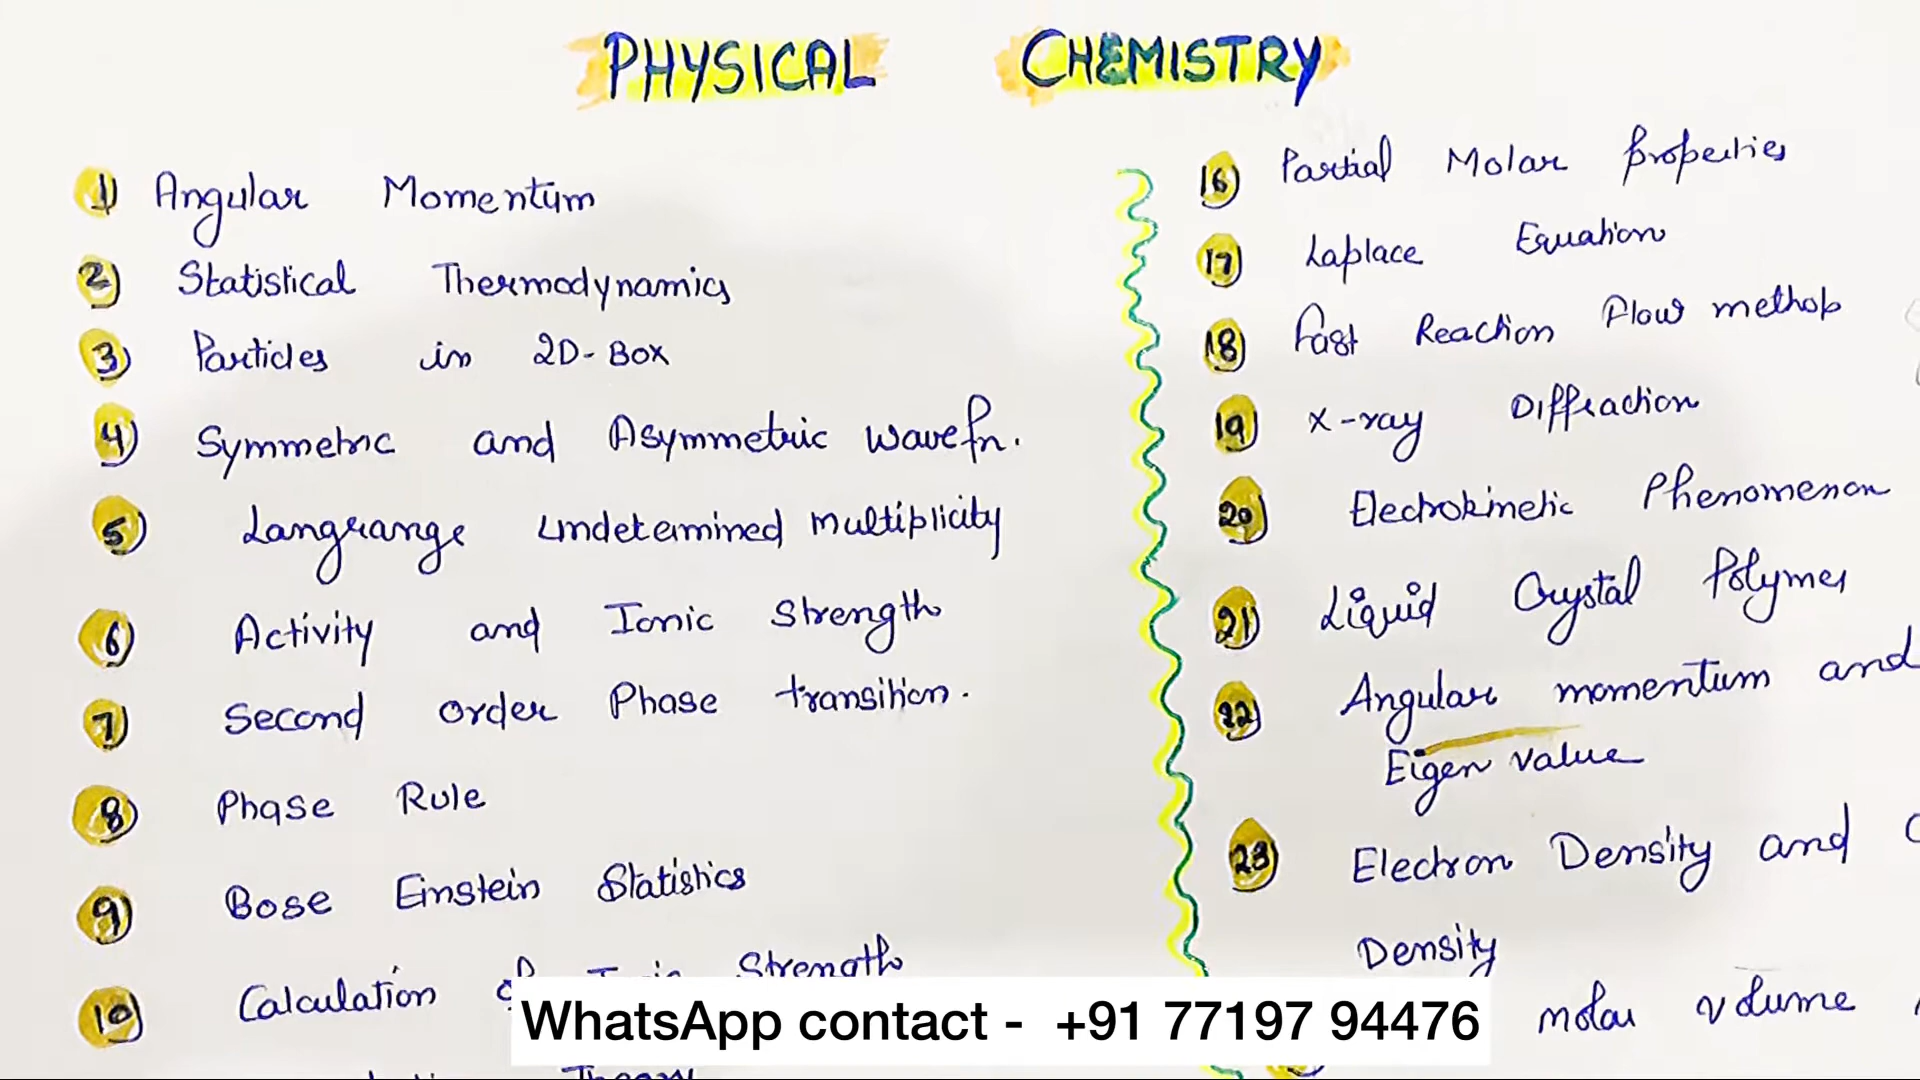 PHYSICAL CHEMISTRY
1) Angular Momentum
2) Statistical Thermodynamics
3) Particles in 2D-Box
4) Symmetric and Asymmetric wavefn.
5) Langrange undetermined multiplicity
6) Activity and Ionic Strength
7) Second order Phase transition.
8) Phase Rule
9) Bose Einstein Statistics
10) Calculation of Ionic Strength
Theory
16) Partial Molar properties
17) Laplace Equation
18) Fast Reaction Flow method
19) X-ray Diffraction
20) Electrokinetic Phenomenon
21) Liquid Crystal Polymer
22) Angular momentum and
Eigen value
23) Electron Density and
Density
molar volume
WhatsApp contact - +91 77197 94476